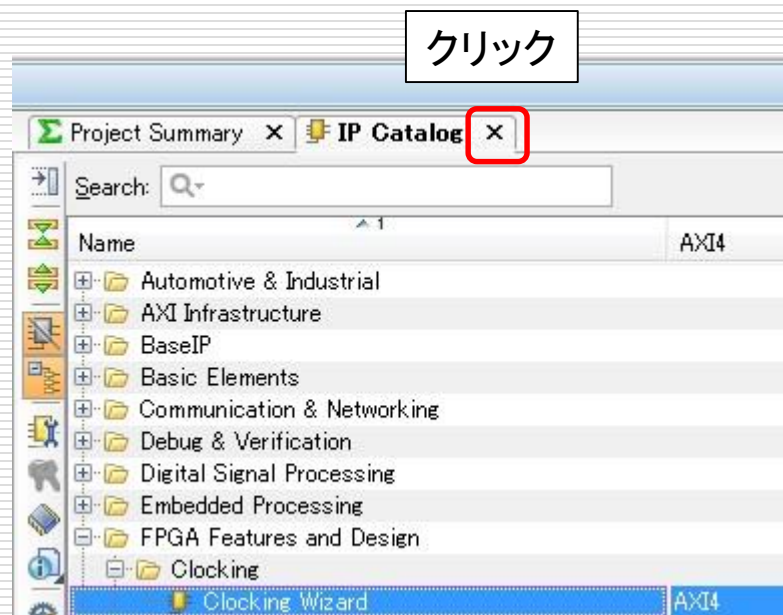 クリック
Project Summary × IP Catalog ×
Search:
Name 1 AXI4
Automotive & Industrial
AXI Infrastructure
BaseIP
Basic Elements
Communication & Networking
Debug & Verification
Digital Signal Processing
Embedded Processing
FPGA Features and Design
Clocking
Clocking Wizard AXI4